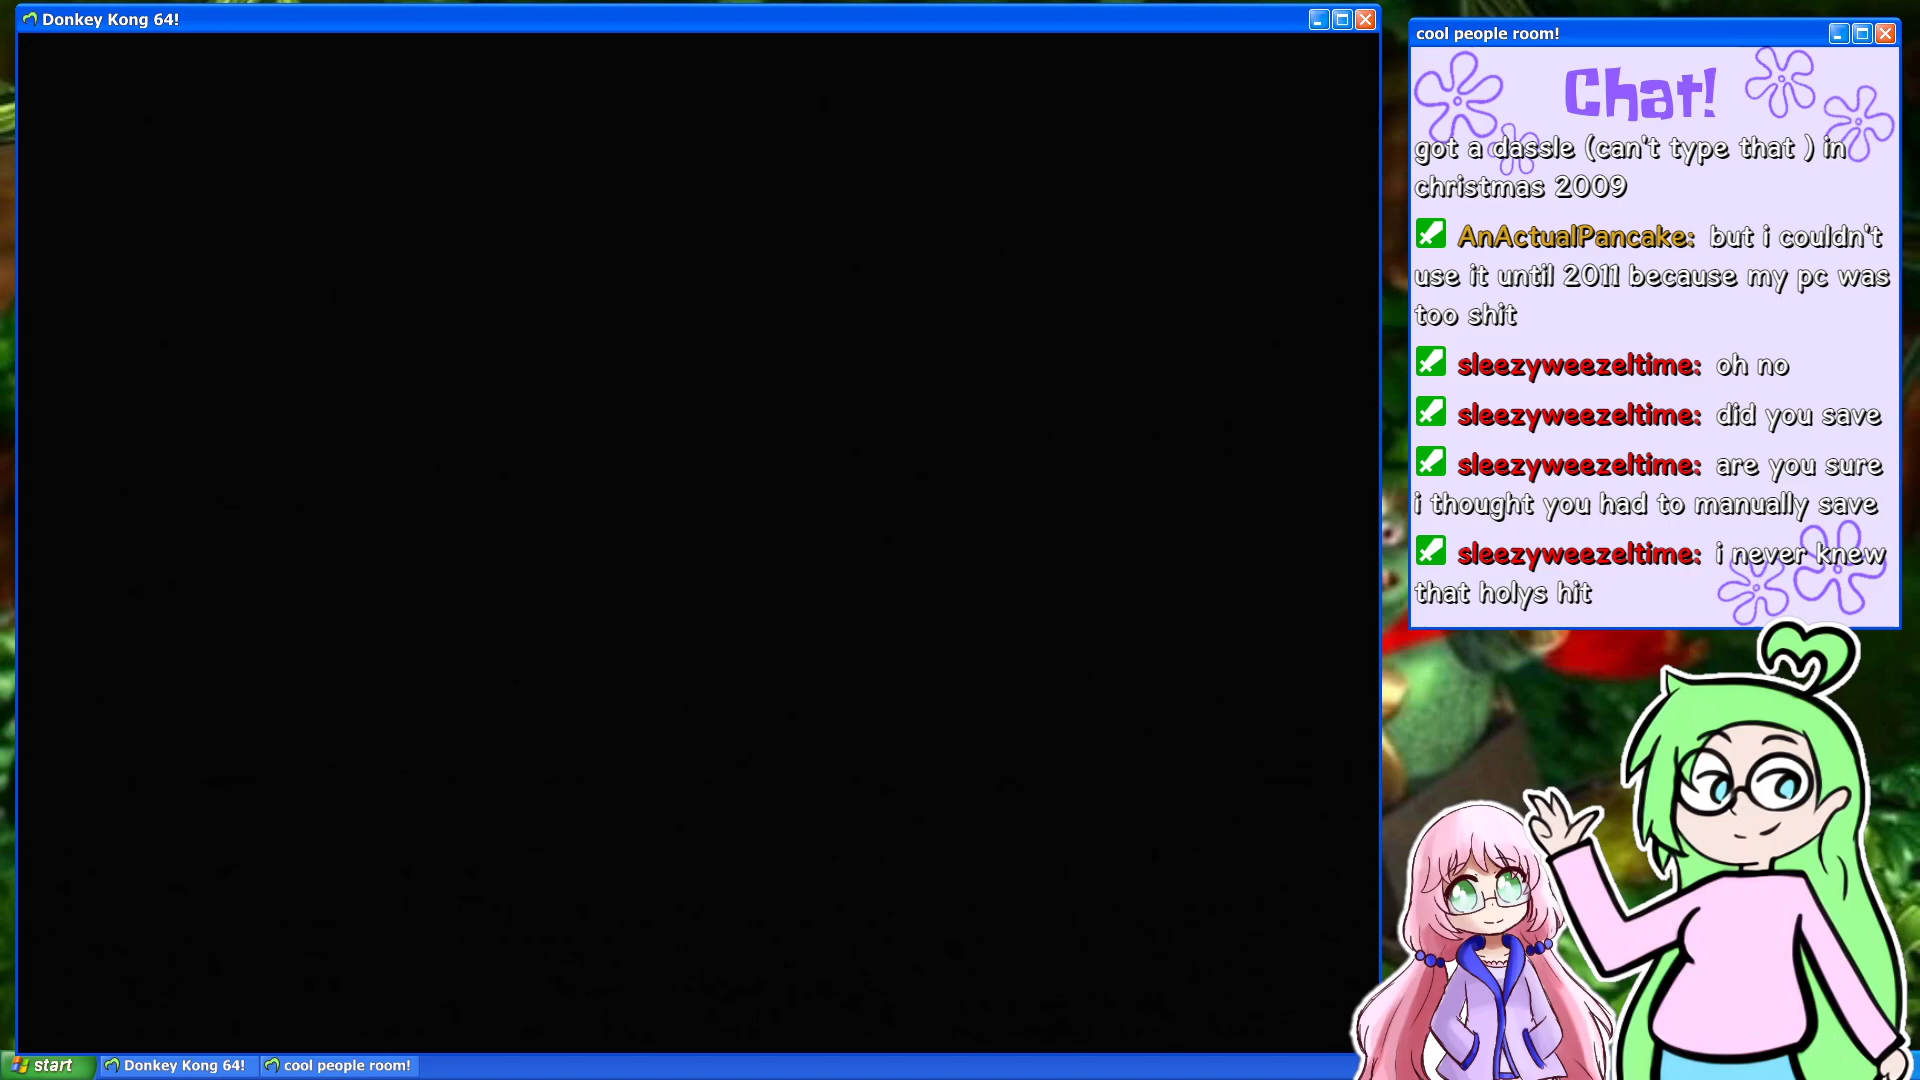 Donkey Kong 64!
cool people room!
Chat!
got a dassle (can't type that ) in
christmas 2009
AnActualPancake: but i couldn't
use it until 2011 because my pc was
too shit
sleezyweezeltime: oh no
sleezyweezeltime: did you save
sleezyweezeltime: are you sure
i thought you had to manually save
sleezyweezeltime: i never knew
that holys hit
start
Donkey Kong 64!
cool people room!